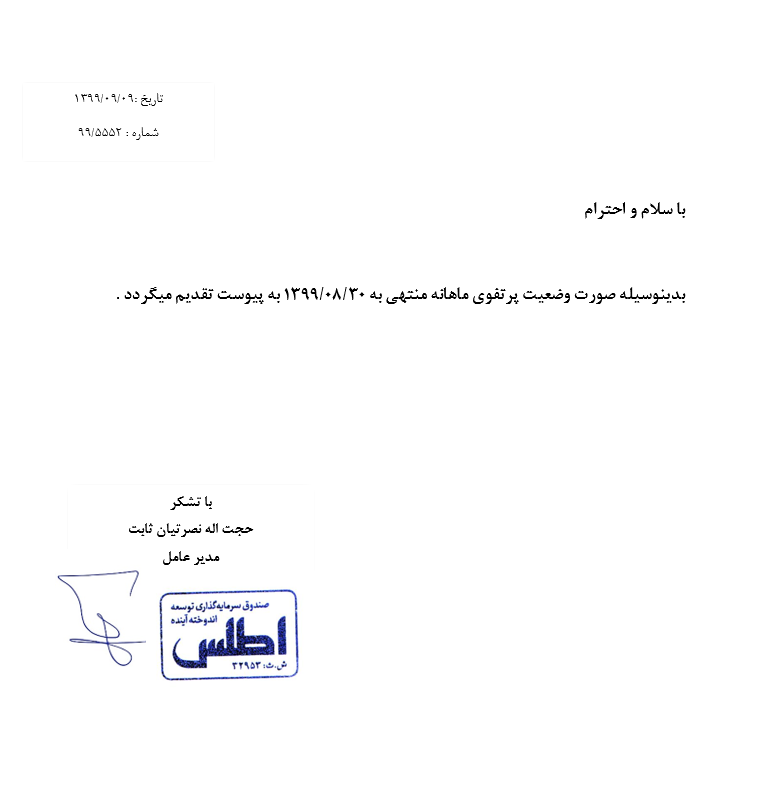 تاریخ :۱۳۹۹/۰۹/۰۹
شماره : ۹۹/۵۵۵۲
با سلام و احترام
بدینوسیله صورت وضعیت پرتفوی ماهانه منتهی به ۱۳۹۹/۰۸/۳۰ به پیوست تقدیم میگردد .
با تشکر
حجت اله نصرتیان ثابت
مدیر عامل
صندوق سرمایه‌گذاری توسعه
اندوخته آینده
اطلس
ش.ث: ۳۲۹۵۳